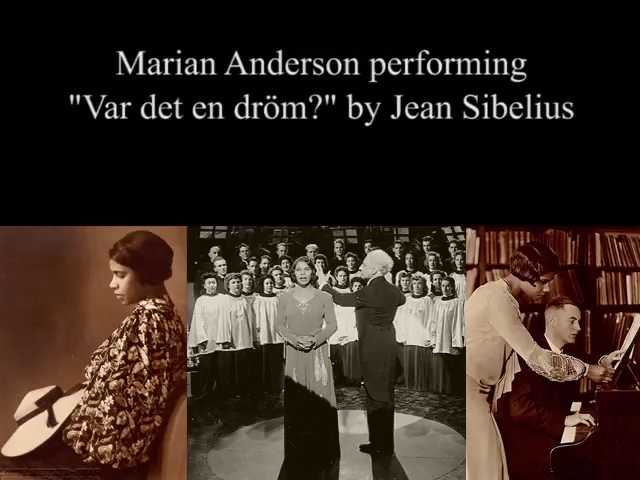 Marian Anderson performing
"Var det en dröm?" by Jean Sibelius